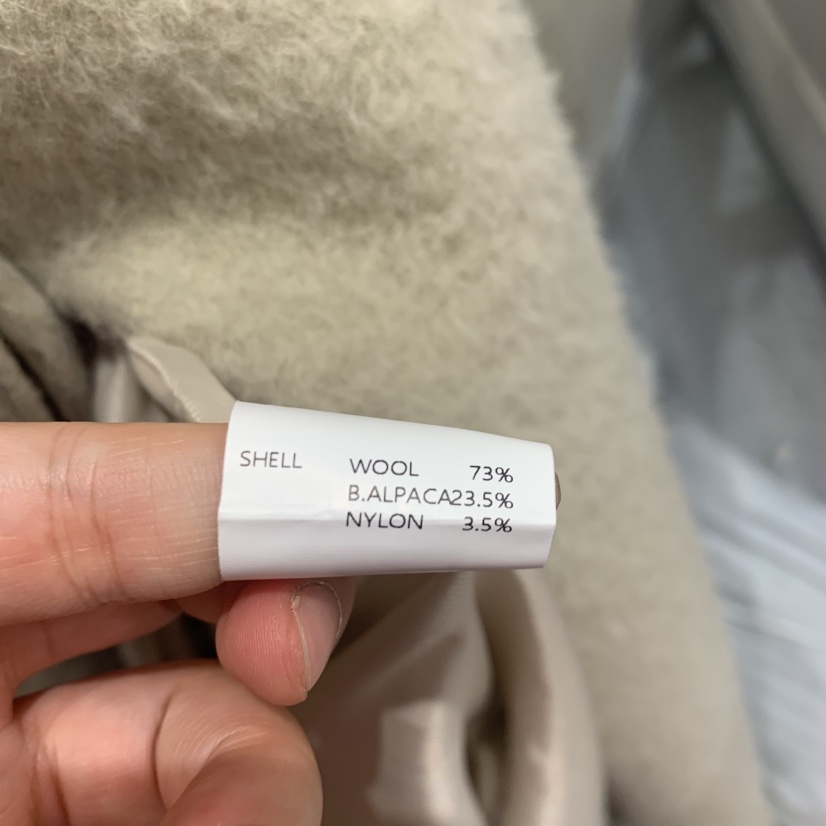 SHELL WOOL 73%
B.ALPACA23.5%
NYLON 3.5%